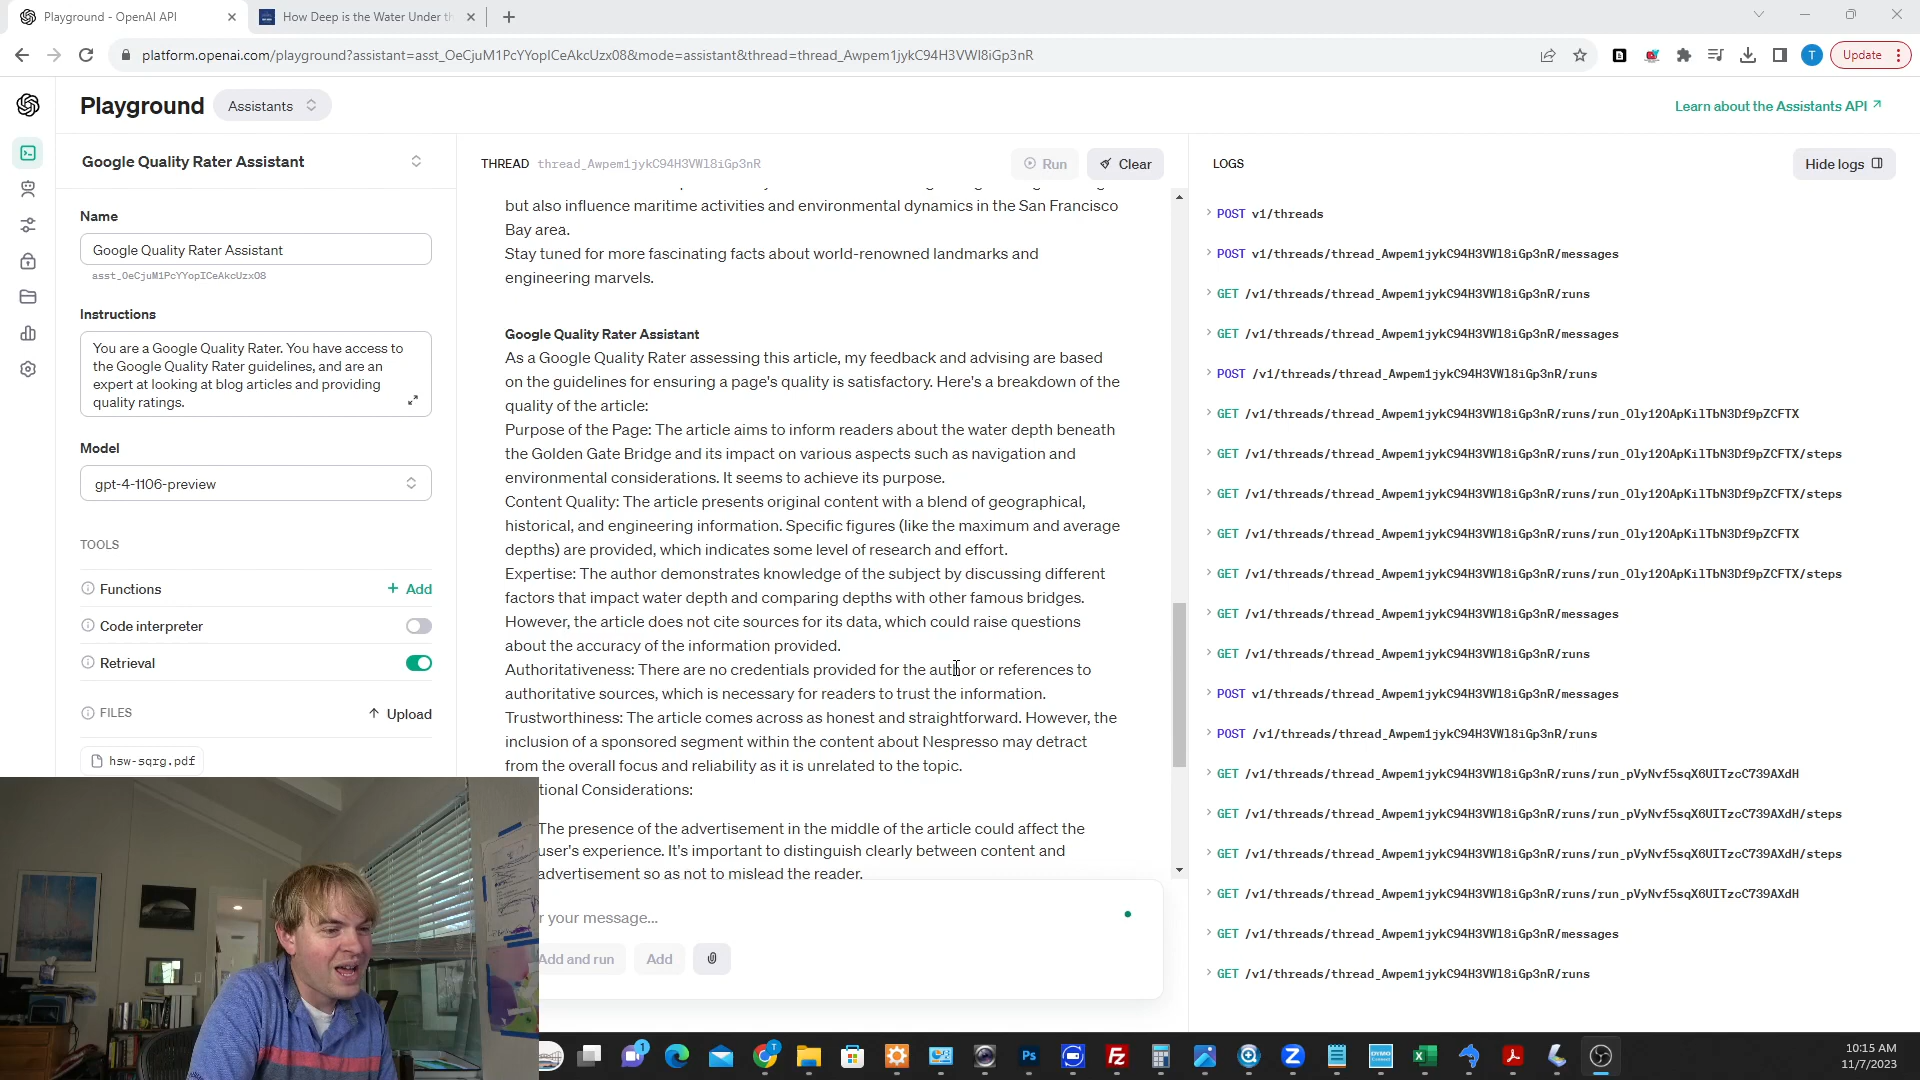 Playground - OpenAI API
How Deep is the Water Under th
platform.openai.com/playground?assistant=asst_OeCjuM1PcYYopICeAkcUzx08&mode=assistant&thread=thread_Awpem1jykC94H3VWl8iGp3nR
T
Update
Playground
Assistants
Learn about the Assistants API
Google Quality Rater Assistant
Name
Google Quality Rater Assistant
asst_OeCjuM1PcYYopICeAkcUzx08
Instructions
You are a Google Quality Rater. You have access to
the Google Quality Rater guidelines, and are an
expert at looking at blog articles and providing
quality ratings.
Model
gpt-4-1106-preview
TOOLS
Functions
+ Add
Code interpreter
Retrieval
FILES
Upload
hsw-sqrg.pdf
THREAD thread_Awpem1jykC94H3VWl8iGp3nR
Run
Clear
but also influence maritime activities and environmental dynamics in the San Francisco
Bay area.
Stay tuned for more fascinating facts about world-renowned landmarks and
engineering marvels.
Google Quality Rater Assistant
As a Google Quality Rater assessing this article, my feedback and advising are based
on the guidelines for ensuring a page's quality is satisfactory. Here's a breakdown of the
quality of the article:
Purpose of the Page: The article aims to inform readers about the water depth beneath
the Golden Gate Bridge and its impact on various aspects such as navigation and
environmental considerations. It seems to achieve its purpose.
Content Quality: The article presents original content with a blend of geographical,
historical, and engineering information. Specific figures (like the maximum and average
depths) are provided, which indicates some level of research and effort.
Expertise: The author demonstrates knowledge of the subject by discussing different
factors that impact water depth and comparing depths with other famous bridges.
However, the article does not cite sources for its data, which could raise questions
about the accuracy of the information provided.
Authoritativeness: There are no credentials provided for the author or references to
authoritative sources, which is necessary for readers to trust the information.
Trustworthiness: The article comes across as honest and straightforward. However, the
inclusion of a sponsored segment within the content about Nespresso may detract
from the overall focus and reliability as it is unrelated to the topic.
tional Considerations:
The presence of the advertisement in the middle of the article could affect the
user's experience. It's important to distinguish clearly between content and
advertisement so as not to mislead the reader.
r your message...
Add and run
Add
LOGS
Hide logs
POST v1/threads
POST v1/threads/thread_Awpem1jykC94H3VWl8iGp3nR/messages
GET /v1/threads/thread_Awpem1jykC94H3VWl8iGp3nR/runs
GET /v1/threads/thread_Awpem1jykC94H3VWl8iGp3nR/messages
POST /v1/threads/thread_Awpem1jykC94H3VWl8iGp3nR/runs
GET /v1/threads/thread_Awpem1jykC94H3VWl8iGp3nR/runs/run_Oly12OApKilTbN3Df9pZCFTX
GET /v1/threads/thread_Awpem1jykC94H3VWl8iGp3nR/runs/run_Oly12OApKilTbN3Df9pZCFTX/steps
GET /v1/threads/thread_Awpem1jykC94H3VWl8iGp3nR/runs/run_Oly12OApKilTbN3Df9pZCFTX/steps
GET /v1/threads/thread_Awpem1jykC94H3VWl8iGp3nR/runs/run_Oly12OApKilTbN3Df9pZCFTX
GET /v1/threads/thread_Awpem1jykC94H3VWl8iGp3nR/runs/run_Oly12OApKilTbN3Df9pZCFTX/steps
GET /v1/threads/thread_Awpem1jykC94H3VWl8iGp3nR/messages
GET /v1/threads/thread_Awpem1jykC94H3VWl8iGp3nR/runs
POST v1/threads/thread_Awpem1jykC94H3VWl8iGp3nR/messages
POST /v1/threads/thread_Awpem1jykC94H3VWl8iGp3nR/runs
GET /v1/threads/thread_Awpem1jykC94H3VWl8iGp3nR/runs/run_pVyNvf5sqX6UITzcC739AXdH
GET /v1/threads/thread_Awpem1jykC94H3VWl8iGp3nR/runs/run_pVyNvf5sqX6UITzcC739AXdH/steps
GET /v1/threads/thread_Awpem1jykC94H3VWl8iGp3nR/runs/run_pVyNvf5sqX6UITzcC739AXdH/steps
GET /v1/threads/thread_Awpem1jykC94H3VWl8iGp3nR/runs/run_pVyNvf5sqX6UITzcC739AXdH
GET /v1/threads/thread_Awpem1jykC94H3VWl8iGp3nR/messages
GET /v1/threads/thread_Awpem1jykC94H3VWl8iGp3nR/runs
1
Ps
Fz
DYMO
10:15 AM
11/7/2023